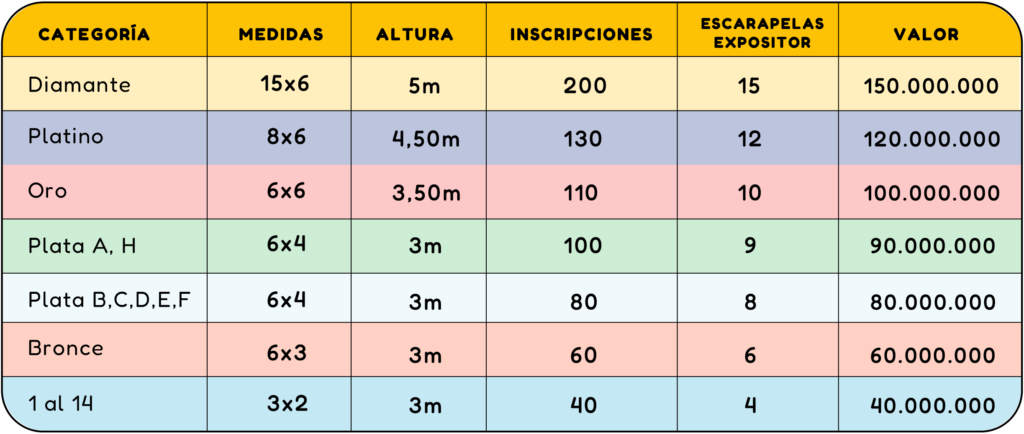 CATEGORÍA MEDIDAS ALTURA INSCRIPCIONES ESCARAPELAS EXPOSITOR VALOR
Diamante 15x6 5m 200 15 150.000.000
Platino 8x6 4,50m 130 12 120.000.000
Oro 6x6 3,50m 110 10 100.000.000
Plata A, H 6x4 3m 100 9 90.000.000
Plata B,C,D,E,F 6x4 3m 80 8 80.000.000
Bronce 6x3 3m 60 6 60.000.000
1 al 14 3x2 3m 40 4 40.000.000